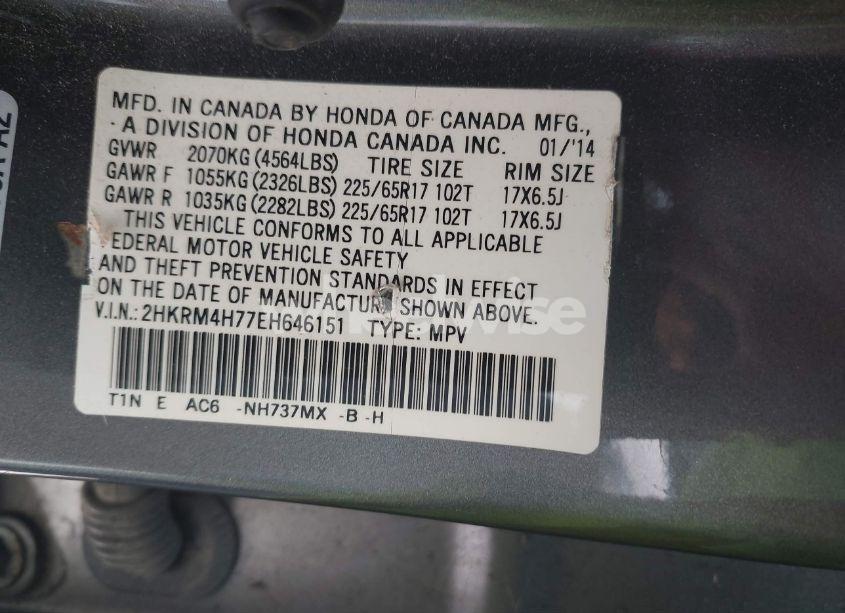 MFD. IN CANADA BY HONDA OF CANADA MFG.,
A DIVISION OF HONDA CANADA INC. 01/'14
GVWR 2070KG (4564LBS) TIRE SIZE RIM SIZE
GAWR F 1055KG (2326LBS) 225/65R17 102T 17X6.5J
GAWR R 1035KG (2282LBS) 225/65R17 102T 17X6.5J
THIS VEHICLE CONFORMS TO ALL APPLICABLE
FEDERAL MOTOR VEHICLE SAFETY
AND THEFT PREVENTION STANDARDS IN EFFECT
ON THE DATE OF MANUFACTURE SHOWN ABOVE.
V.I.N.: 2HKRM4H77EH646151 TYPE: MPV
T1N E AC6 -NH737MX -B -H